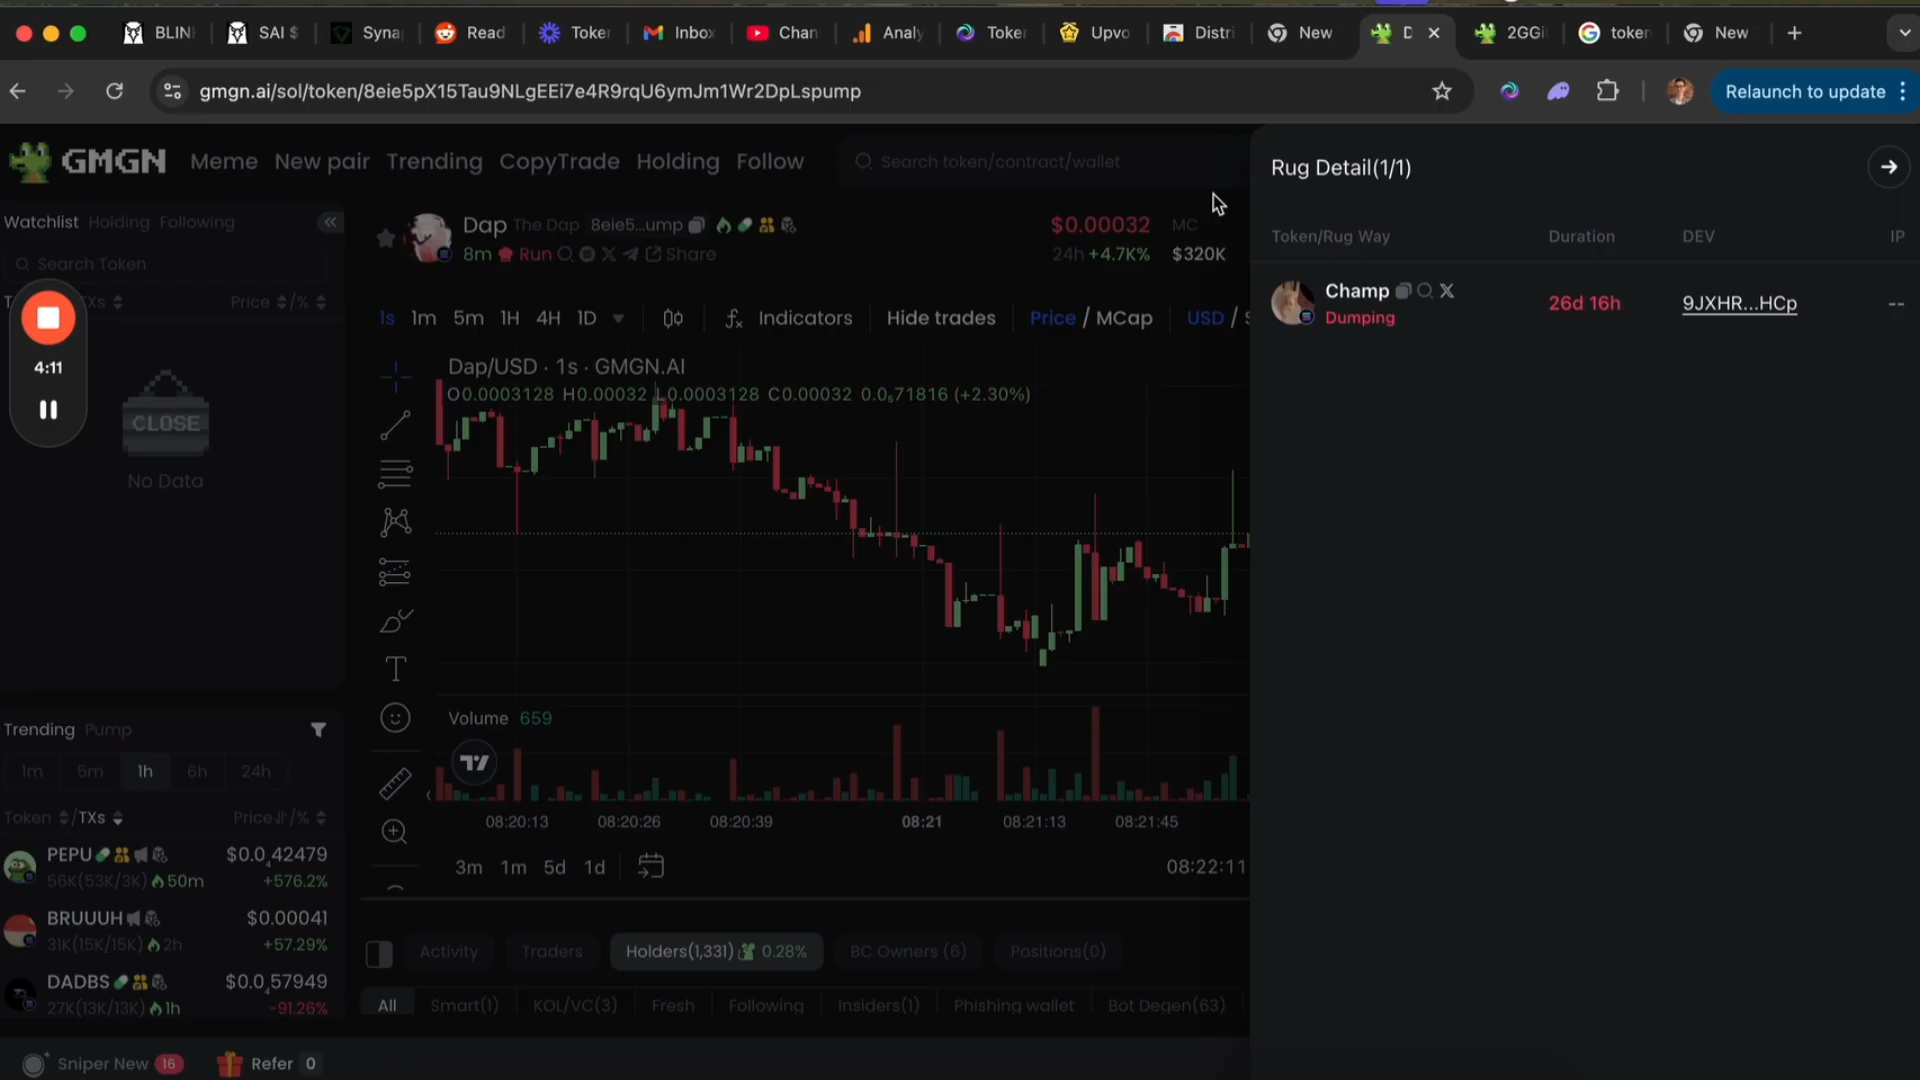 BLIN
SAI $
Syna
Read
Toker
Inbox
Chan
Analy
Toker
Upvo
Distri
New
D
2GGi
token
New
gmgn.ai/sol/token/8eie5pX15Tau9NLgEEi7e4R9rqU6ymJm1Wr2DpLspump
Relaunch to update
GMGN
Meme
New pair
Trending
CopyTrade
Holding
Follow
Search token/contract/wallet
Rug Detail(1/1)
Watchlist Holding Following
Search Token
TXs
Price /%
4:11
CLOSE
No Data
Dap The Dap 8eie5...ump
8m Run Share
$0.00032 MC
24h +4.7K% $320K
Token/Rug Way Duration DEV IP
Champ
Dumping
26d 16h
9JXHR...HCp
--
1s 1m 5m 1H 4H 1D Indicators Hide trades Price / MCap USD /
Dap/USD · 1s · GMGN.AI
O0.0003128 H0.00032 L0.0003128 C0.00032 0.0₅71816 (+2.30%)
Volume 659
08:20:13 08:20:26 08:20:39 08:21 08:21:13 08:21:45
3m 1m 5d 1d
08:22:11
Trending Pump
1m 5m 1h 6h 24h
Token /TXs Price /%
PEPU $0.0₄42479
56K(53K/3K) 50m +576.2%
BRUUUH $0.00041
31K(15K/15K) 2h +57.29%
DADBS $0.0₅57949
27K(13K/13K) 1h -91.26%
Activity Traders Holders(1,331) 0.28% BC Owners (6) Positions(0)
All Smart(1) KOL/VC(3) Fresh Following Insiders(1) Phishing wallet Bot Degen(63)
Sniper New 16 Refer 0